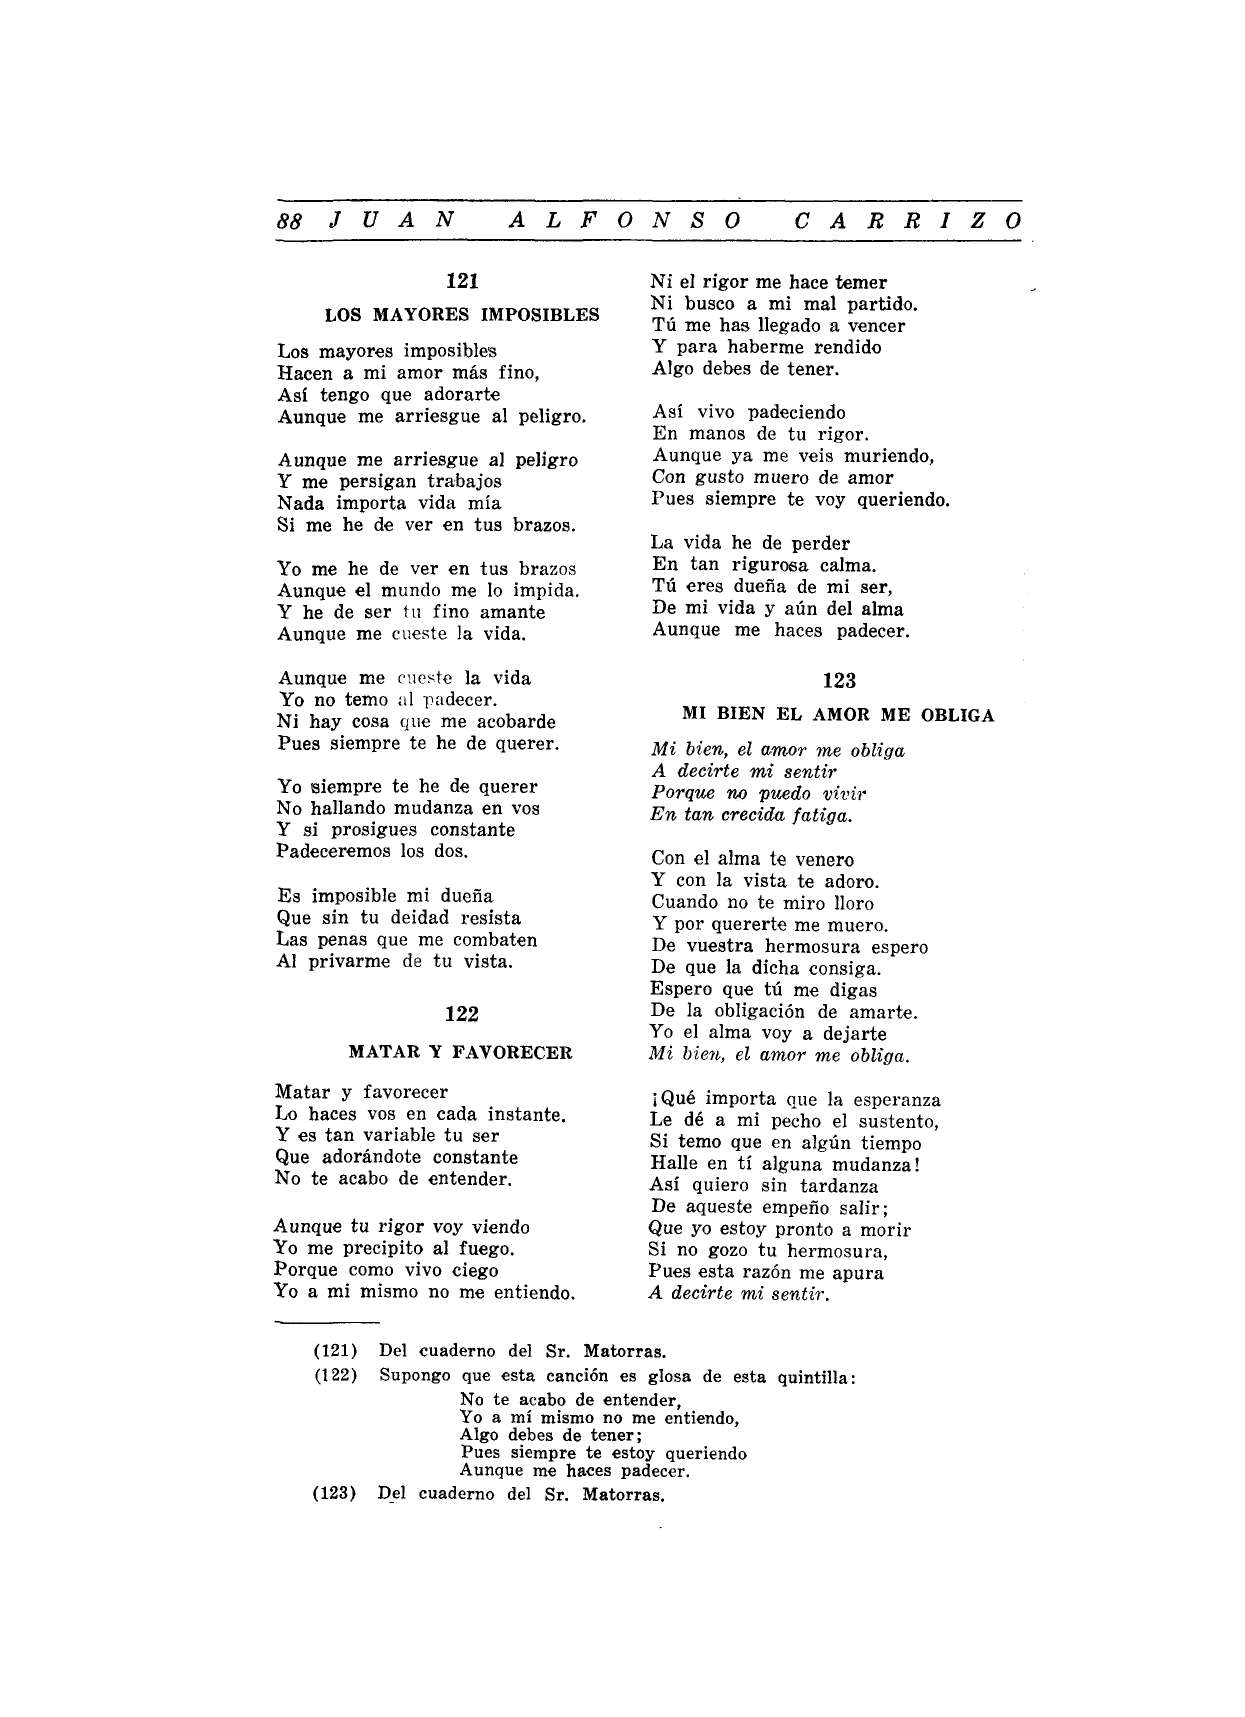 88 JUAN ALFONSO CARRIZO
121
LOS MAYORES IMPOSIBLES
Los mayores imposibles
Hacen a mi amor más fino,
Así tengo que adorarte
Aunque me arriesgue al peligro.
Aunque me arriesgue al peligro
Y me persigan trabajos
Nada importa vida mía
Si me he de ver en tus brazos.
Yo me he de ver en tus brazos
Aunque el mundo me lo impida.
Y he de ser tu fino amante
Aunque me cueste la vida.
Aunque me cueste la vida
Yo no temo al padecer.
Ni hay cosa que me acobarde
Pues siempre te he de querer.
Yo siempre te he de querer
No hallando mudanza en vos
Y si prosigues constante
Padeceremos los dos.
Es imposible mi dueña
Que sin tu deidad resista
Las penas que me combaten
Al privarme de tu vista.
122
MATAR Y FAVORECER
Matar y favorecer
Lo haces vos en cada instante.
Y es tan variable tu ser
Que adorándote constante
No te acabo de entender.
Aunque tu rigor voy viendo
Yo me precipito al fuego.
Porque como vivo ciego
Yo a mi mismo no me entiendo.
Ni el rigor me hace temer
Ni busco a mi mal partido.
Tú me has llegado a vencer
Y para haberme rendido
Algo debes de tener.
Así vivo padeciendo
En manos de tu rigor.
Aunque ya me veis muriendo,
Con gusto muero de amor
Pues siempre te voy queriendo.
La vida he de perder
En tan rigurosa calma.
Tú eres dueña de mi ser,
De mi vida y aún del alma
Aunque me haces padecer.
123
MI BIEN EL AMOR ME OBLIGA
Mi bien, el amor me obliga
A decirte mi sentir
Porque no puedo vivir
En tan crecida fatiga.
Con el alma te venero
Y con la vista te adoro.
Cuando no te miro lloro
Y por quererte me muero.
De vuestra hermosura espero
De que la dicha consiga.
Espero que tú me digas
De la obligación de amarte.
Yo el alma voy a dejarte
Mi bien, el amor me obliga.
¡Qué importa que la esperanza
Le dé a mi pecho el sustento,
Si temo que en algún tiempo
Halle en tí alguna mudanza!
Así quiero sin tardanza
De aqueste empeño salir;
Que yo estoy pronto a morir
Si no gozo tu hermosura,
Pues esta razón me apura
A decirte mi sentir.
(121) Del cuaderno del Sr. Matorras.
(122) Supongo que esta canción es glosa de esta quintilla:
No te acabo de entender,
Yo a mí mismo no me entiendo,
Algo debes de tener;
Pues siempre te estoy queriendo
Aunque me haces padecer.
(123) Del cuaderno del Sr. Matorras.